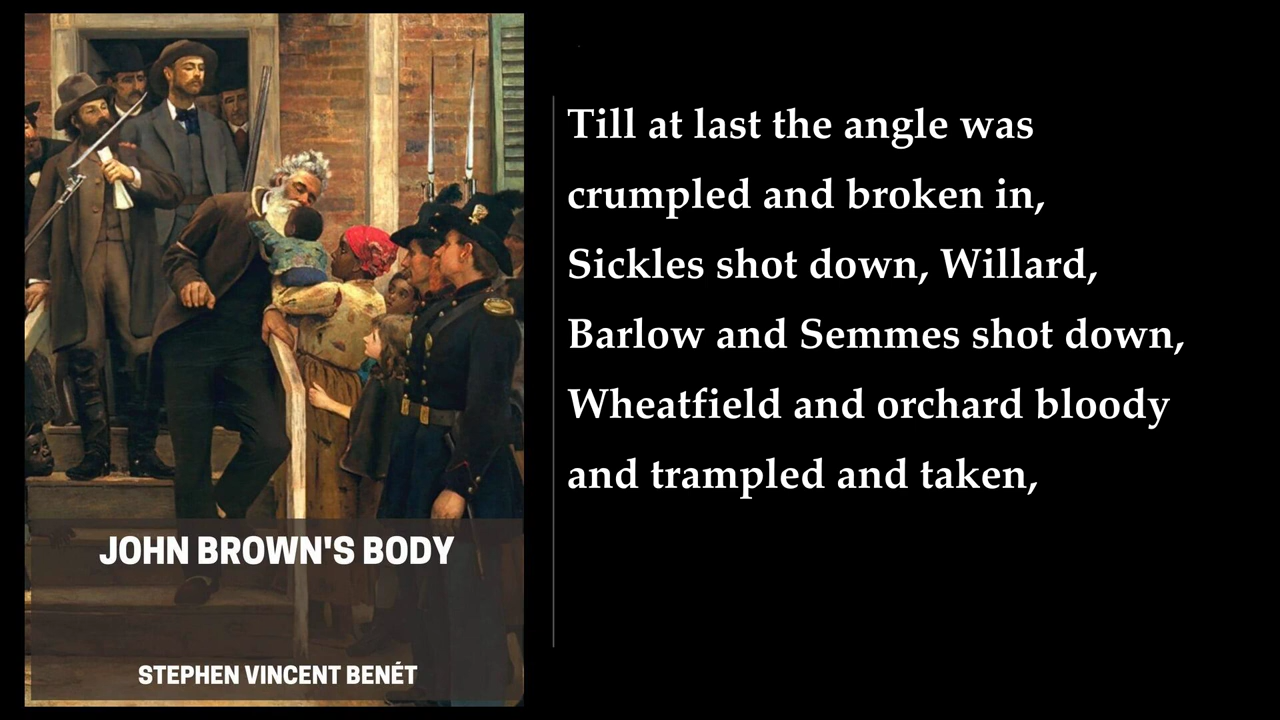 JOHN BROWN'S BODY
STEPHEN VINCENT BENÉT
Till at last the angle was
crumpled and broken in,
Sickles shot down, Willard,
Barlow and Semmes shot down,
Wheatfield and orchard bloody
and trampled and taken,